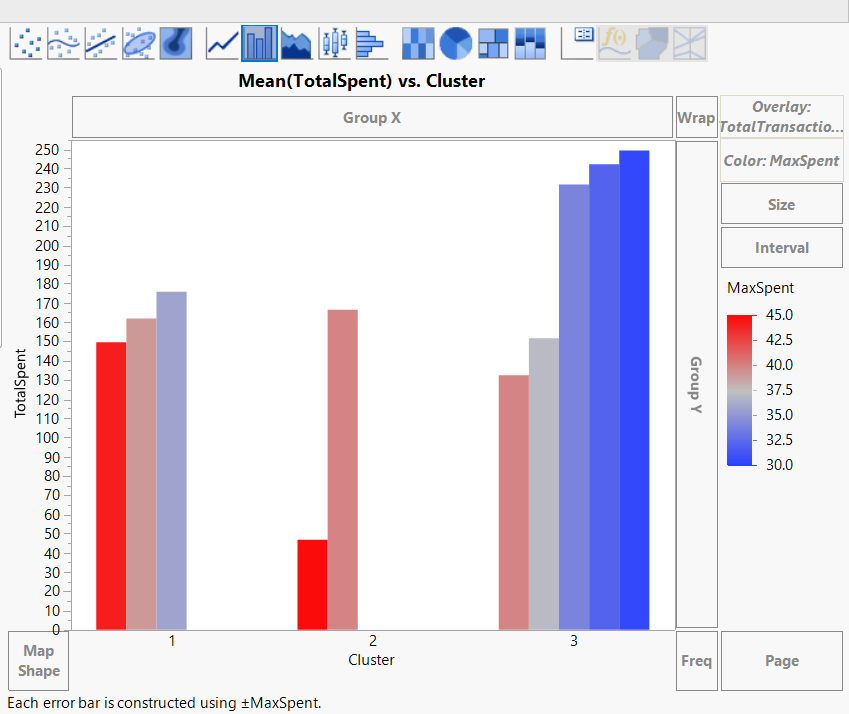 Mean(TotalSpent) vs. Cluster
Group X
Wrap
Overlay:
TotalTransactio...
Color: MaxSpent
Size
Interval
MaxSpent
45.0
42.5
40.0
37.5
35.0
32.5
30.0
Group Y
TotalSpent
250
240
230
220
210
200
190
180
170
160
150
140
130
120
110
100
90
80
70
60
50
40
30
20
10
0
1
2
3
Cluster
Map
Shape
Freq
Page
Each error bar is constructed using ±MaxSpent.